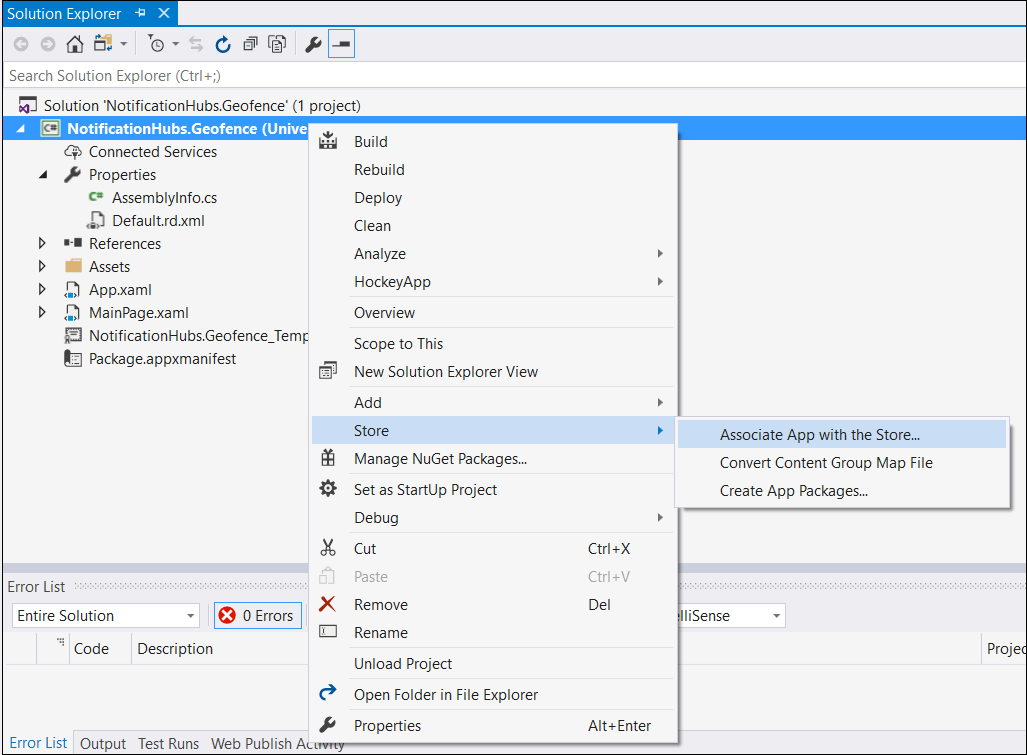 Solution Explorer
Search Solution Explorer (Ctrl+;)
Solution 'NotificationHubs.Geofence' (1 project)
C# NotificationHubs.Geofence (Unive
Connected Services
Properties
C# AssemblyInfo.cs
Default.rd.xml
References
Assets
App.xaml
MainPage.xaml
NotificationHubs.Geofence_Temp
Package.appxmanifest
Build
Rebuild
Deploy
Clean
Analyze
HockeyApp
Overview
Scope to This
New Solution Explorer View
Add
Store
Manage NuGet Packages...
Set as StartUp Project
Debug
Cut Ctrl+X
Paste Ctrl+V
Remove Del
Rename
Unload Project
Open Folder in File Explorer
Properties Alt+Enter
Associate App with the Store...
Convert Content Group Map File
Create App Packages...
Error List
Entire Solution 0 Errors elliSense
Code Description Projec
Error List Output Test Runs Web Publish Activity